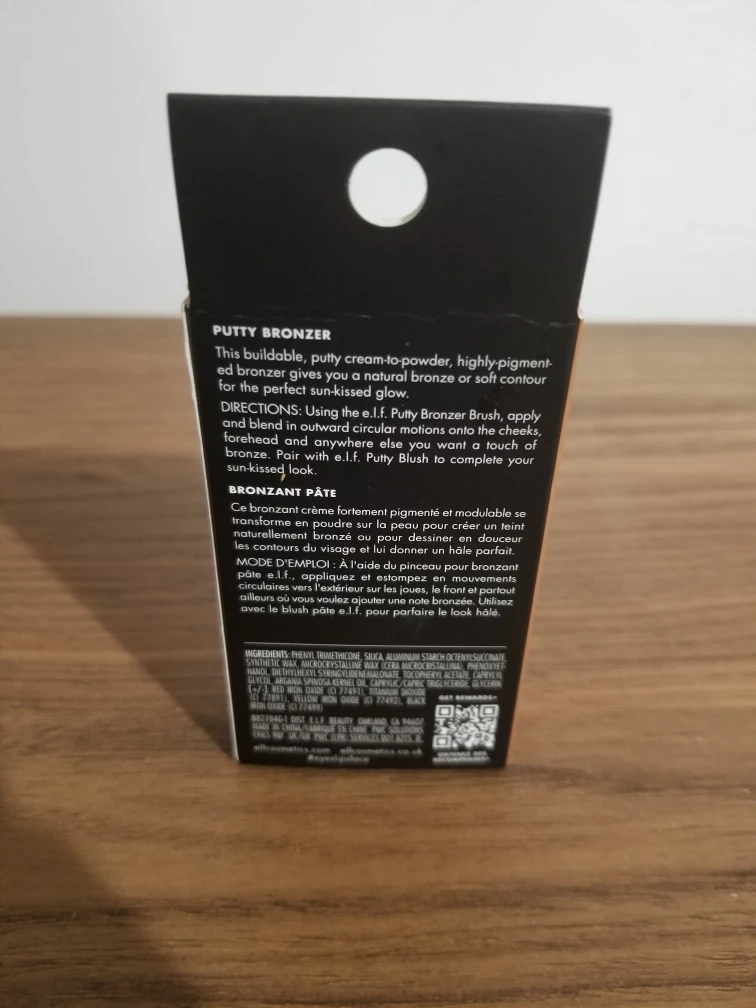 PUTTY BRONZER
This buildable, putty cream-to-powder, highly-pigment-
ed bronzer gives you a natural bronze or soft contour
for the perfect sun-kissed glow.
DIRECTIONS: Using the e.l.f. Putty Bronzer Brush, apply
and blend in outward circular motions onto the cheeks,
forehead and anywhere else you want a touch of
bronze. Pair with e.l.f. Putty Blush to complete your
sun-kissed look.
BRONZANT PÂTE
Ce bronzant crème fortement pigmenté et modulable se
transforme en poudre sur la peau pour créer un teint
naturellement bronzé ou pour dessiner en douceur
les contours du visage et lui donner un hâle parfait.
MODE D'EMPLOI : À l'aide du pinceau pour bronzant
pâte e.l.f., appliquez et estompez en mouvements
circulaires vers l'extérieur sur les joues, le front et partout
ailleurs où vous voulez ajouter une note bronzée. Utilisez
avec le blush pâte e.l.f. pour parfaire le look hâlé.
INGREDIENTS: PHENYL TRIMETHICONE, SILICA, ALUMINUM STARCH OCTENYLSUCCINATE,
SYNTHETIC WAX, MICROCRYSTALLINE WAX (CERA MICROCRISTALLINA), PHENOXYET-
HANOL, DIETHYLHEXYL SYRINGYLIDENEMALONATE, TOCOPHERYL ACETATE, CAPRYLYL
GLYCOL, ARGANIA SPINOSA KERNEL OIL, CAPRYLIC/CAPRIC TRIGLYCERIDE, GLYCERIN.
(+/-): RED IRON OXIDE (CI 77491), TITANIUM DIOXIDE
(CI 77891), YELLOW IRON OXIDE (CI 77492), BLACK
IRON OXIDE (CI 77499)
GET REWARDS*
DIST. E.L.F. BEAUTY OAKLAND, CA 94607.
MADE IN CHINA/FABRIQUÉ EN CHINE. PWC SOLUTIONS
elfcosmetics.com elfcosmetics.co.uk
#eyeslipsface
OBTENEZ DES
RÉCOMPENSES*